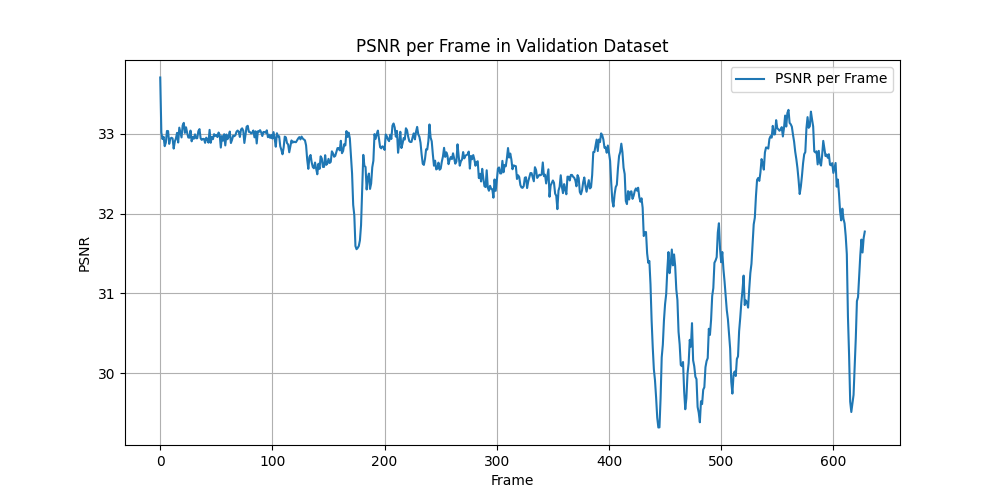 PSNR per Frame in Validation Dataset
PSNR per Frame
33
32
31
30
PSNR
0 100 200 300 400 500 600
Frame